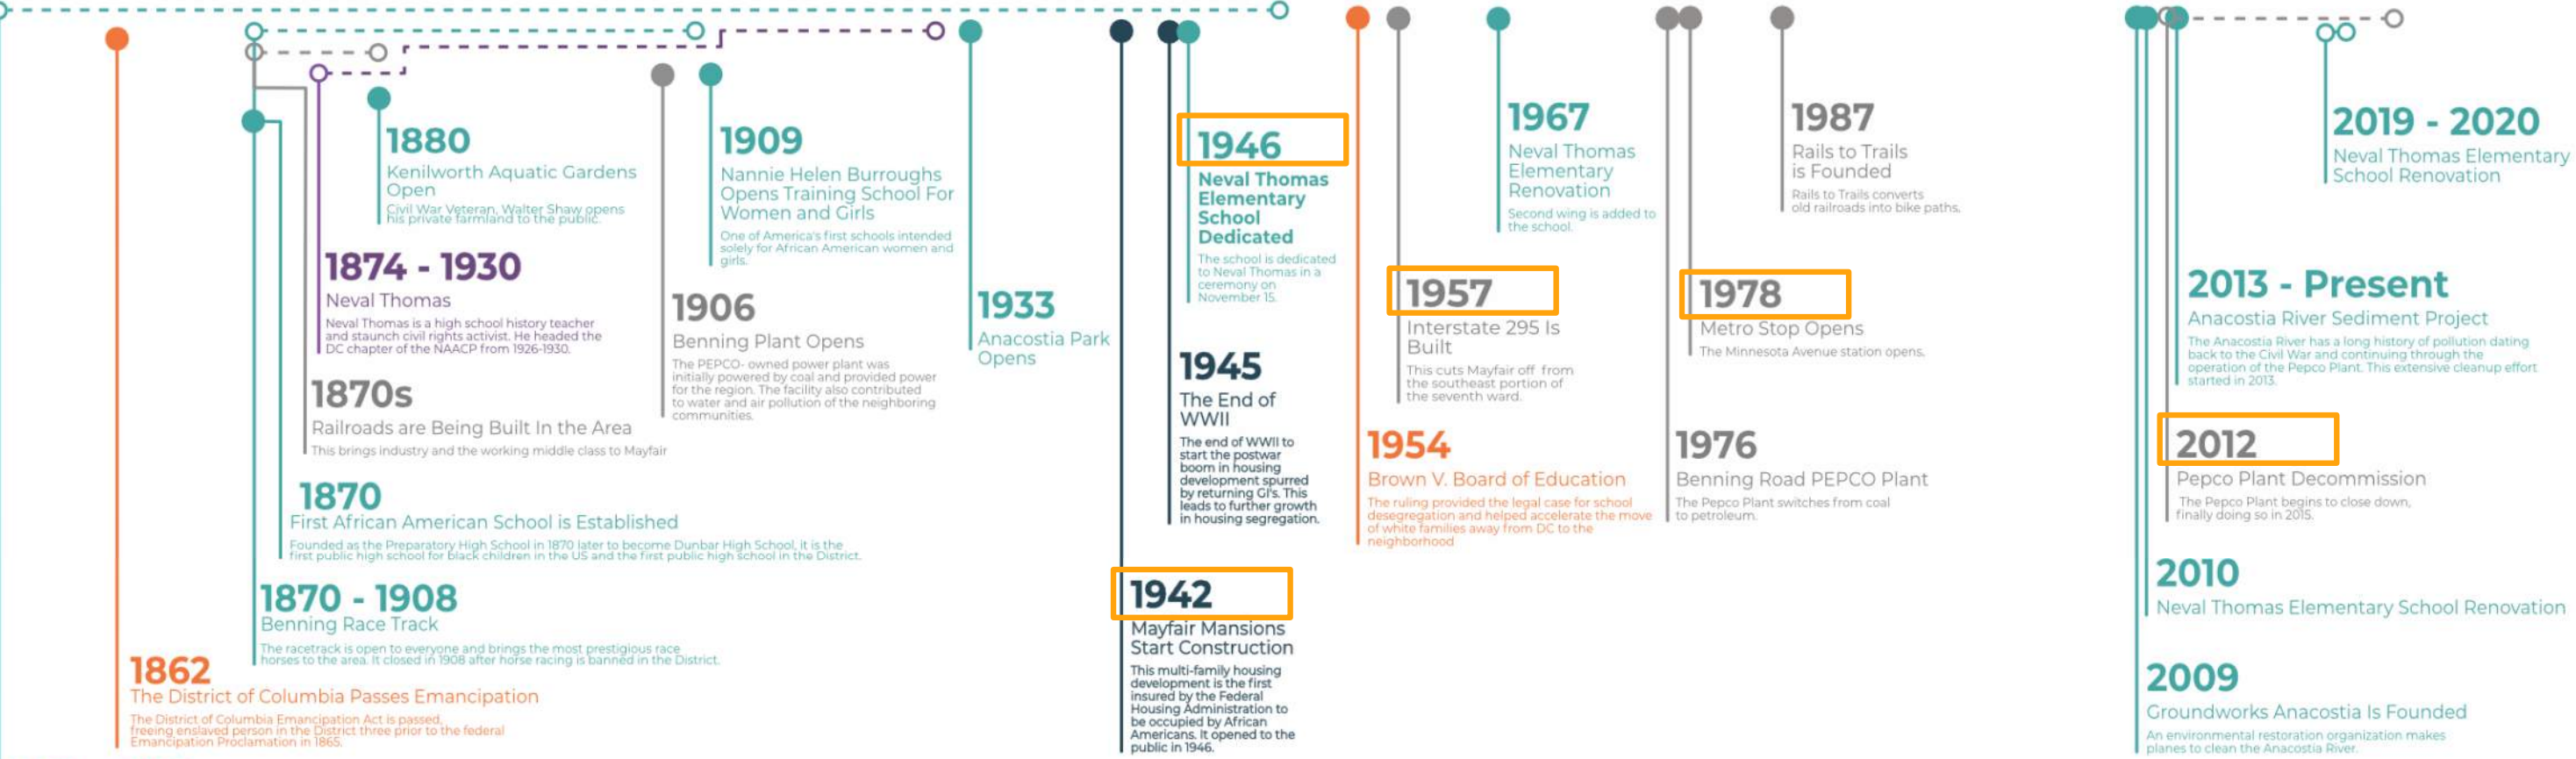 1862
The District of Columbia Passes Emancipation
The District of Columbia Emancipation Act is passed,
freeing enslaved person in the District three prior to the federal
Emancipation Proclamation in 1865.
1870 - 1908
Benning Race Track
The racetrack is open to everyone and brings the most prestigious race
horses to the area. It closed in 1908 after horse racing is banned in the District.
1870
First African American School is Established
Founded as the Preparatory High School in 1870 later to become Dunbar High School, it is the
first public high school for black children in the US and the first public high school in the District.
1870s
Railroads are Being Built In the Area
This brings industry and the working middle class to Mayfair
1874 - 1930
Neval Thomas
Neval Thomas is a high school history teacher
and staunch civil rights activist. He headed the
DC chapter of the NAACP from 1926-1930.
1880
Kenilworth Aquatic Gardens
Open
Civil War Veteran, Walter Shaw opens
his private farmland to the public.
1906
Benning Plant Opens
The PEPCO- owned power plant was
initially powered by coal and provided power
for the region. The facility also contributed
to water and air pollution of the neighboring
communities.
1909
Nannie Helen Burroughs
Opens Training School For
Women and Girls
One of America's first schools intended
solely for African American women and
girls.
1933
Anacostia Park
Opens
1942
Mayfair Mansions
Start Construction
This multi-family housing
development is the first
insured by the Federal
Housing Administration to
be occupied by African
Americans. It opened to the
public in 1946.
1945
The End of
WWII
The end of WWII to
start the postwar
boom in housing
development spurred
by returning GI's. This
leads to further growth
in housing segregation.
1946
Neval Thomas
Elementary
School
Dedicated
The school is dedicated
to Neval Thomas in a
ceremony on
November 15.
1954
Brown V. Board of Education
The ruling provided the legal case for school
desegregation and helped accelerate the move
of white families away from DC to the
neighborhood
1957
Interstate 295 Is
Built
This cuts Mayfair off from
the southeast portion of
the seventh ward.
1967
Neval Thomas
Elementary
Renovation
Second wing is added to
the school.
1976
Benning Road PEPCO Plant
The Pepco Plant switches from coal
to petroleum.
1978
Metro Stop Opens
The Minnesota Avenue station opens.
1987
Rails to Trails
is Founded
Rails to Trails converts
old railroads into bike paths.
2009
Groundworks Anacostia Is Founded
An environmental restoration organization makes
planes to clean the Anacostia River.
2010
Neval Thomas Elementary School Renovation
2012
Pepco Plant Decommission
The Pepco Plant begins to close down,
finally doing so in 2015.
2013 - Present
Anacostia River Sediment Project
The Anacostia River has a long history of pollution dating
back to the Civil War and continuing through the
operation of the Pepco Plant. This extensive cleanup effort
started in 2013.
2019 - 2020
Neval Thomas Elementary
School Renovation